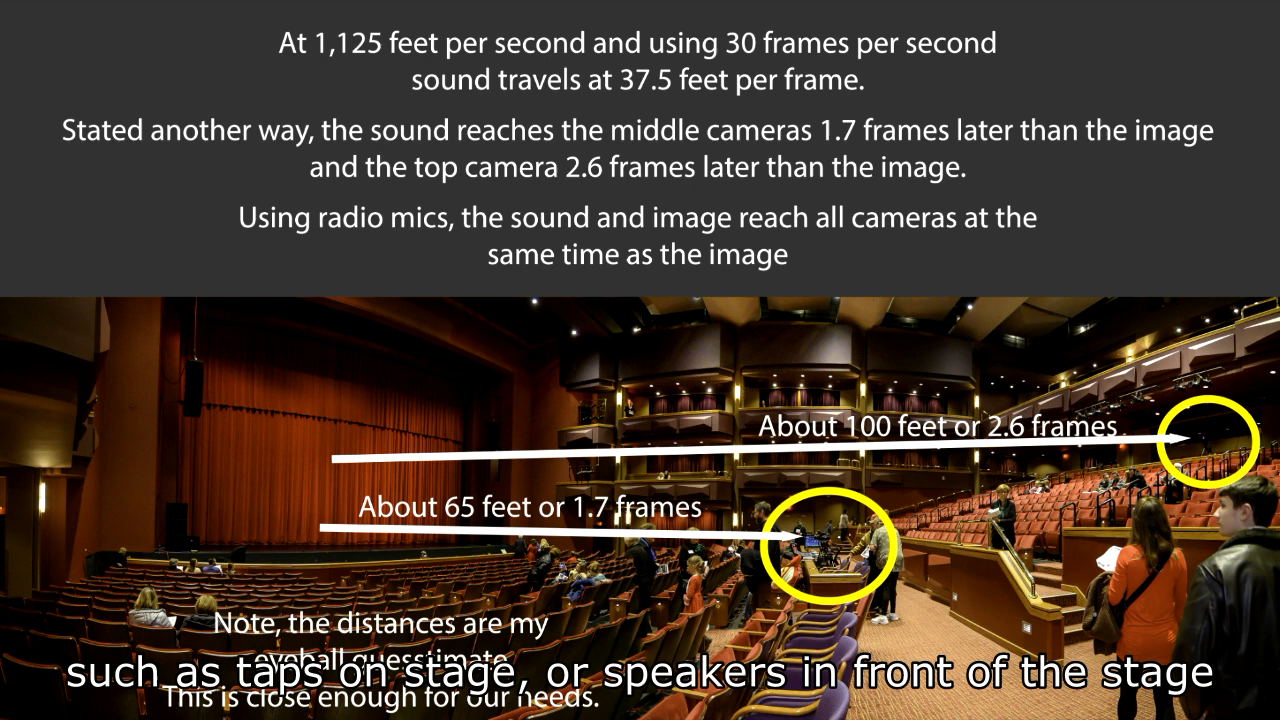 At 1,125 feet per second and using 30 frames per second
sound travels at 37.5 feet per frame.
Stated another way, the sound reaches the middle cameras 1.7 frames later than the image
and the top camera 2.6 frames later than the image.
Using radio mics, the sound and image reach all cameras at the
same time as the image
About 100 feet or 2.6 frames
About 65 feet or 1.7 frames
Note, the distances are my
eyeball guesstimate
This is close enough for our needs.
such as taps on stage, or speakers in front of the stage